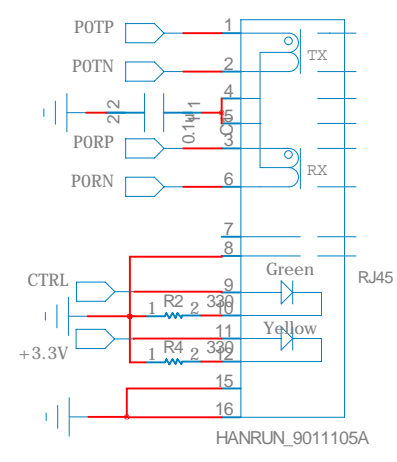 P0TP 1
P0TN 2 TX
4
2 2 0.1u 1 5
P0RP 3
P0RN 6 RX
7
8
Green
CTRL 9 RJ45
1 R2 2 330 10
+3.3V 11 Yellow
1 R4 2 330 12
15
16
HANRUN_9011105A